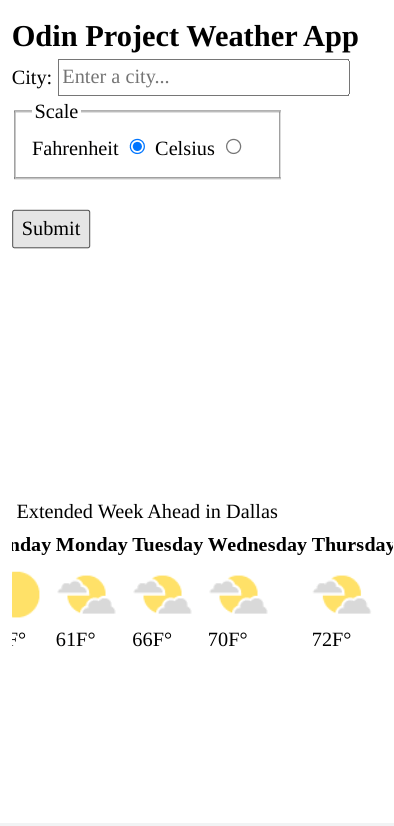 Odin Project Weather App
City: Enter a city...
Scale
Fahrenheit Celsius
Submit
Extended Week Ahead in Dallas
nday Monday Tuesday Wednesday Thursday
F° 61F° 66F° 70F° 72F°